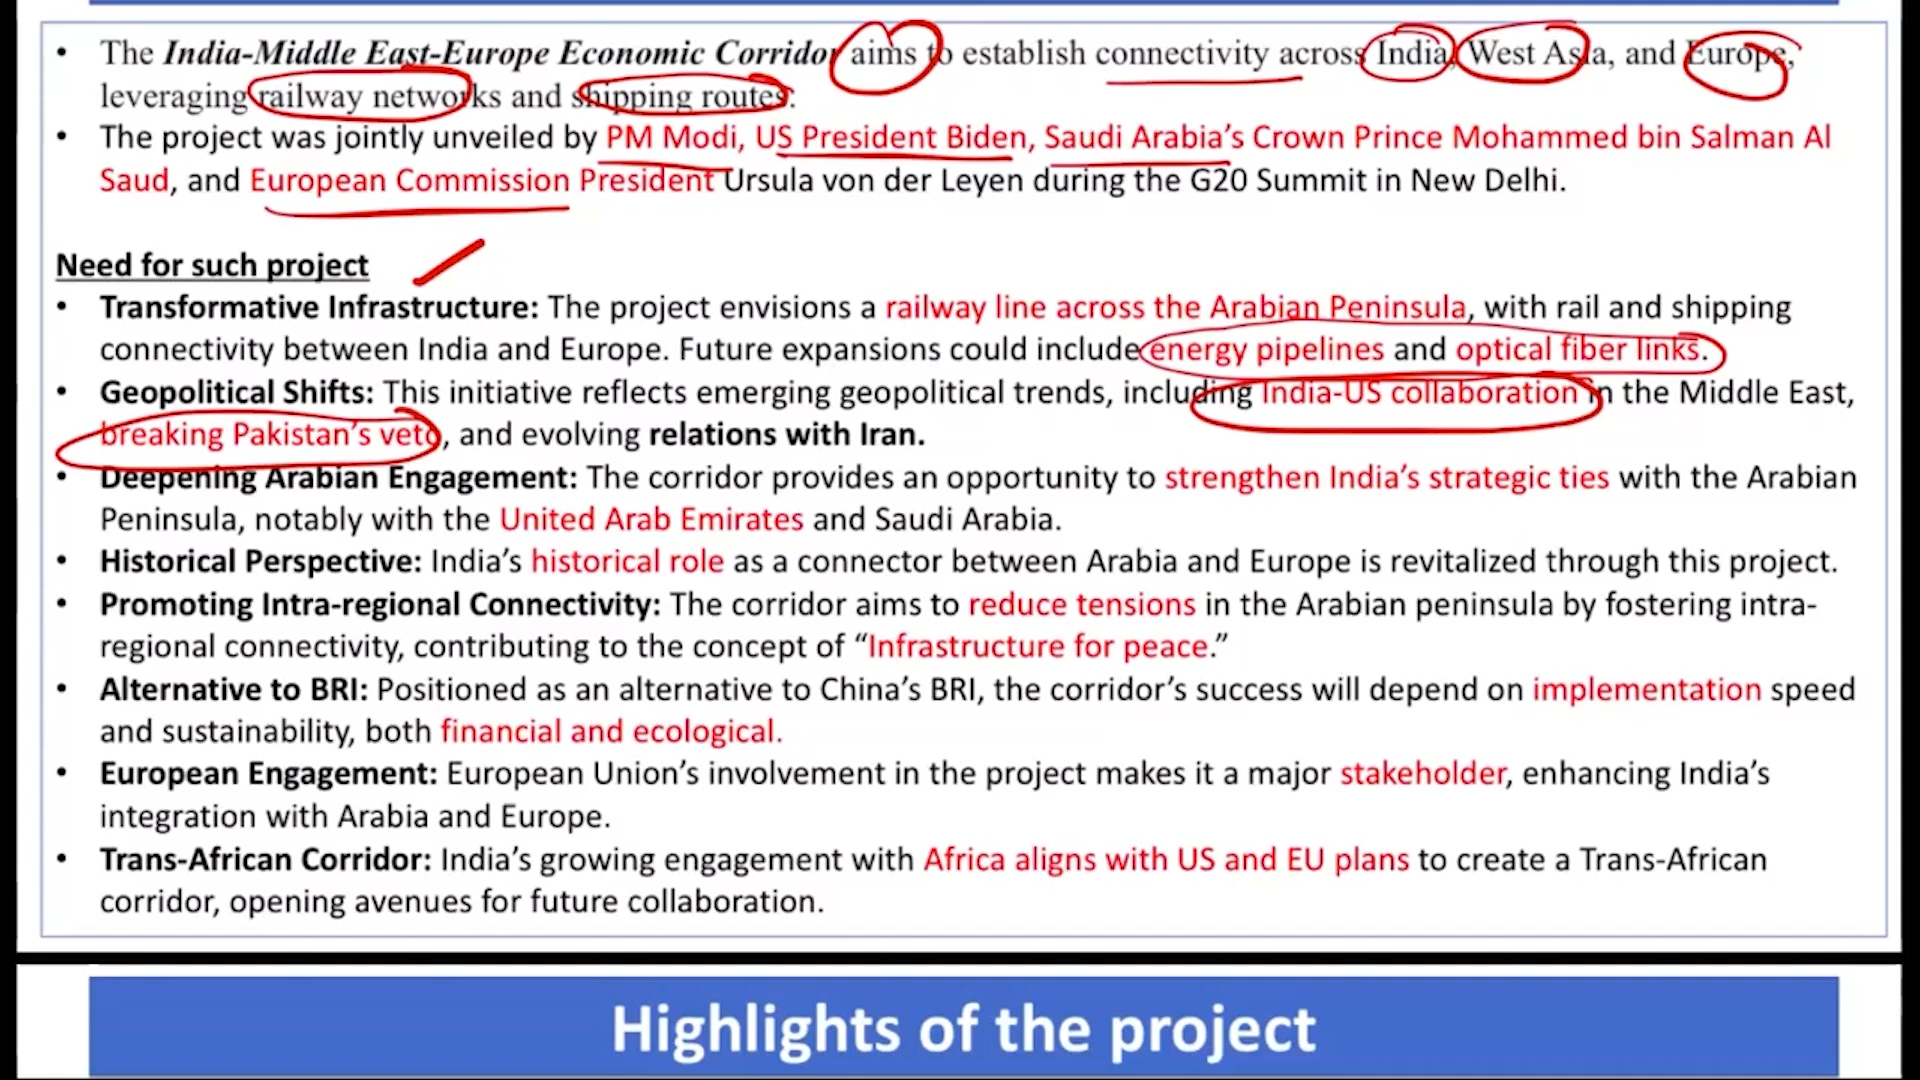 • The India-Middle East-Europe Economic Corridor aims to establish connectivity across India, West Asia, and Europe,
leveraging railway networks and shipping routes.
• The project was jointly unveiled by PM Modi, US President Biden, Saudi Arabia’s Crown Prince Mohammed bin Salman Al
Saud, and European Commission President Ursula von der Leyen during the G20 Summit in New Delhi.
Need for such project
• Transformative Infrastructure: The project envisions a railway line across the Arabian Peninsula, with rail and shipping
connectivity between India and Europe. Future expansions could include energy pipelines and optical fiber links.
• Geopolitical Shifts: This initiative reflects emerging geopolitical trends, including India-US collaboration in the Middle East,
breaking Pakistan’s veto, and evolving relations with Iran.
• Deepening Arabian Engagement: The corridor provides an opportunity to strengthen India’s strategic ties with the Arabian
Peninsula, notably with the United Arab Emirates and Saudi Arabia.
• Historical Perspective: India’s historical role as a connector between Arabia and Europe is revitalized through this project.
• Promoting Intra-regional Connectivity: The corridor aims to reduce tensions in the Arabian peninsula by fostering intra-
regional connectivity, contributing to the concept of “Infrastructure for peace.”
• Alternative to BRI: Positioned as an alternative to China’s BRI, the corridor’s success will depend on implementation speed
and sustainability, both financial and ecological.
• European Engagement: European Union’s involvement in the project makes it a major stakeholder, enhancing India’s
integration with Arabia and Europe.
• Trans-African Corridor: India’s growing engagement with Africa aligns with US and EU plans to create a Trans-African
corridor, opening avenues for future collaboration.
Highlights of the project